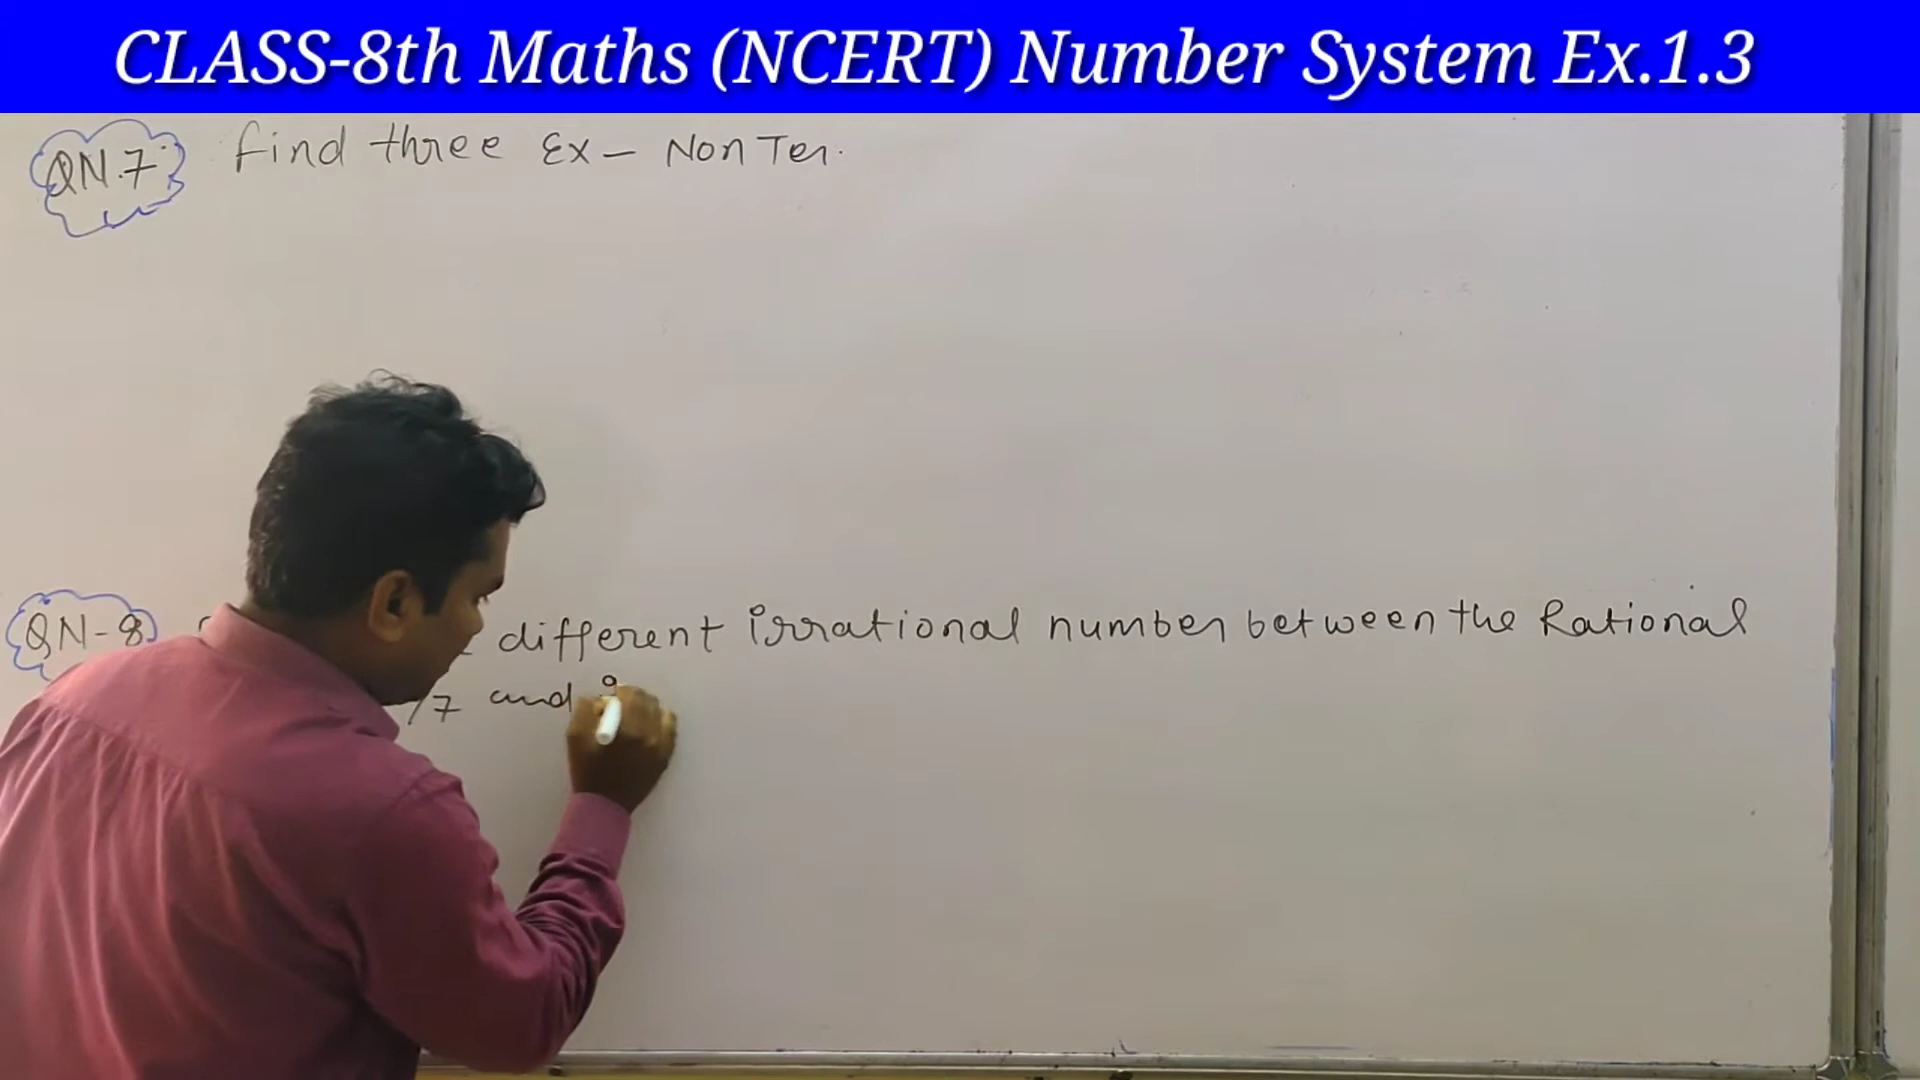 CLASS-8th Maths (NCERT) Number System Ex.1.3
QN.7 find three Ex- Non Ter.
QN-8 different irrational number between the Rational
/7 and 9